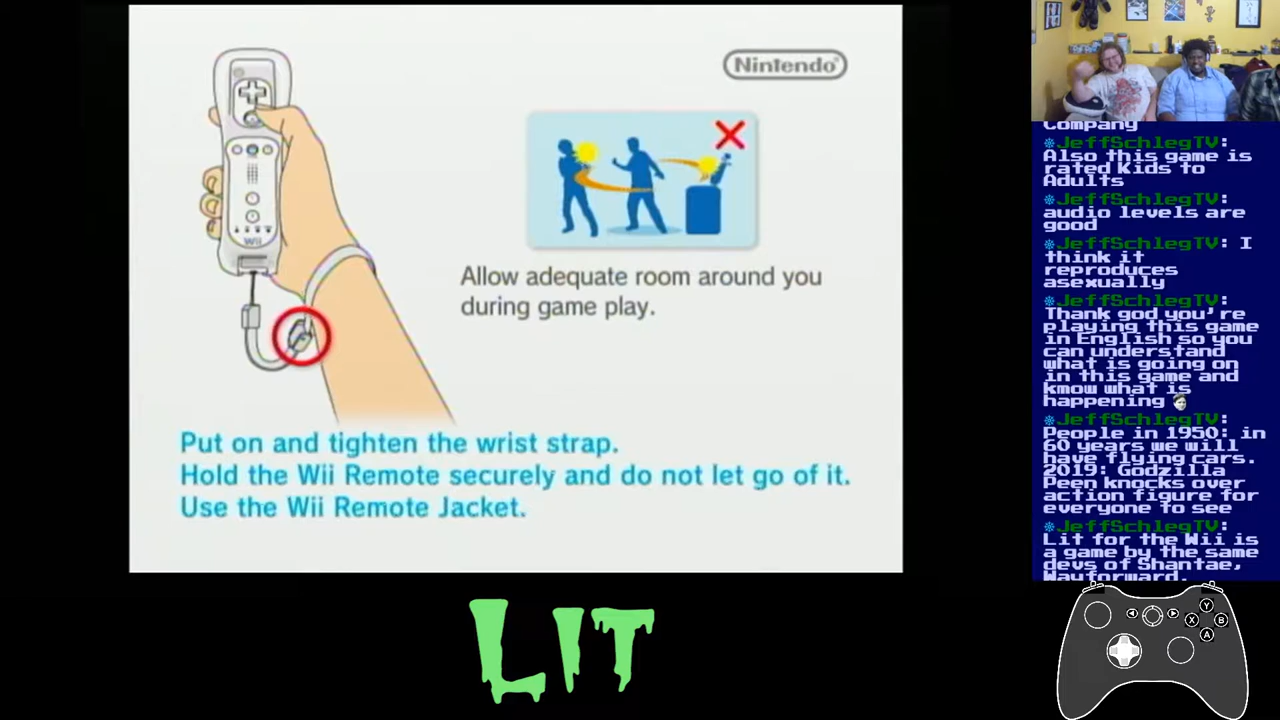 Nintendo
Allow adequate room around you
during game play.
Wii
Put on and tighten the wrist strap.
Hold the Wii Remote securely and do not let go of it.
Use the Wii Remote Jacket.
LIT
Company
JeffSchlegTV:
Also this game is
rated Kids to
Adults
JeffSchlegTV:
audio levels are
good
JeffSchlegTV: I
think it
reproduces
asexually
JeffSchlegTV:
Thank god you're
playing this game
in English so you
can understand
what is going on
in this game and
know what is
happening
JeffSchlegTV:
People in 1950: in
60 years we will
have flying cars.
2019: Godzilla
Peen knocks over
action figure for
everyone to see
JeffSchlegTV:
Lit for the Wii is
a game by the same
devs of Shantae,
Wayforward.
Y
X
B
A